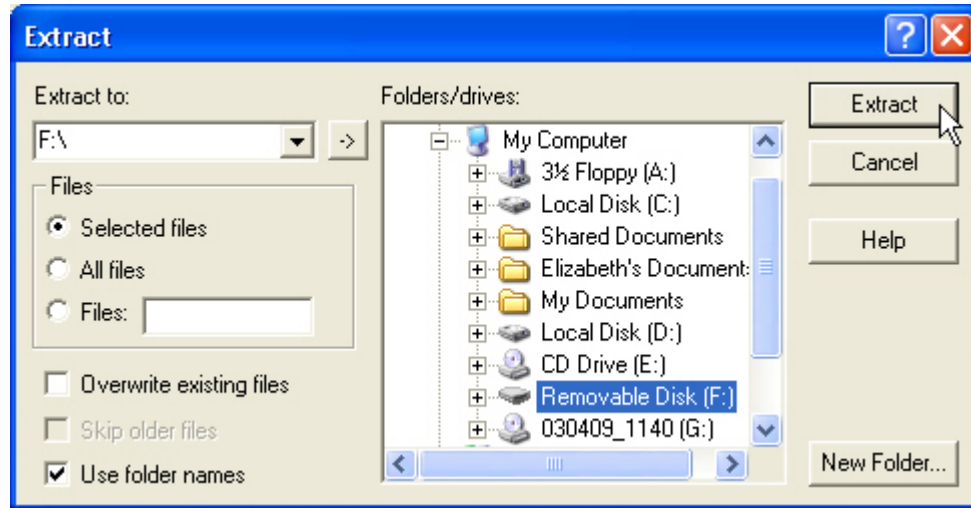 Extract
Extract to:
F:\
->
Files
Selected files
All files
Files:
Overwrite existing files
Skip older files
Use folder names
Folders/drives:
My Computer
3½ Floppy (A:)
Local Disk (C:)
Shared Documents
Elizabeth's Document
My Documents
Local Disk (D:)
CD Drive (E:)
Removable Disk (F:)
030409_1140 (G:)
Extract
Cancel
Help
New Folder...